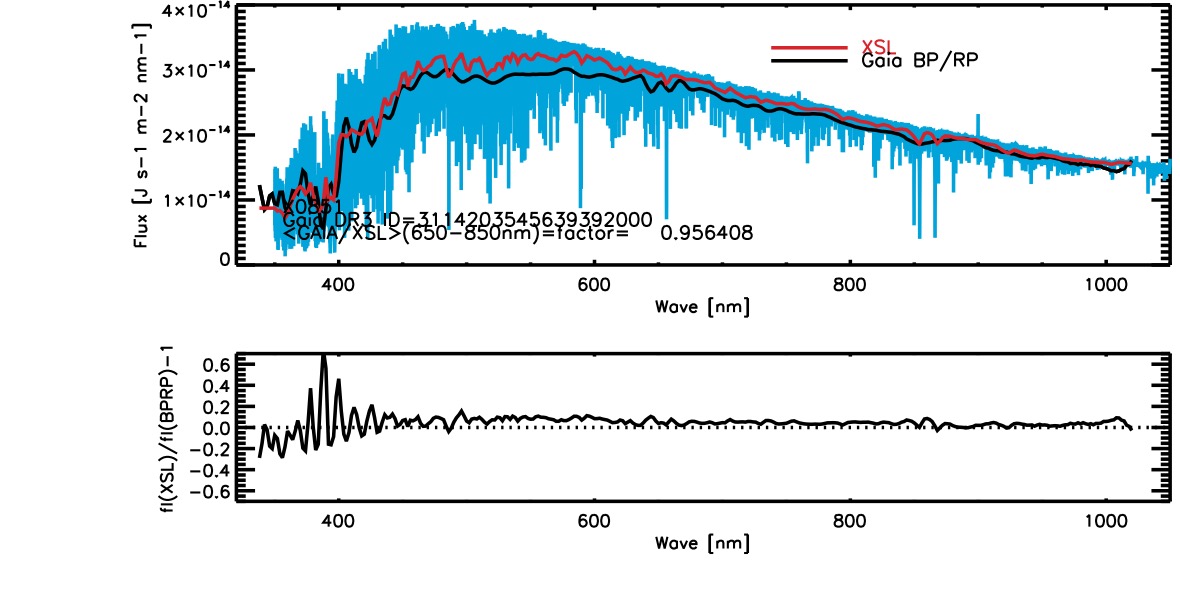 4×10−14
3×10−14
2×10−14
1×10−14
0
Flux [J s−1 m−2 nm−1]
XSL
Gaia BP/RP
X0851
Gaia DR3 ID=3114203545639392000
<GAIA/XSL>(650−850nm)=factor= 0.956408
400 600 800 1000
Wave [nm]
0.6
0.4
0.2
0.0
−0.2
−0.4
−0.6
fl(XSL)/fl(BPRP)−1
400 600 800 1000
Wave [nm]